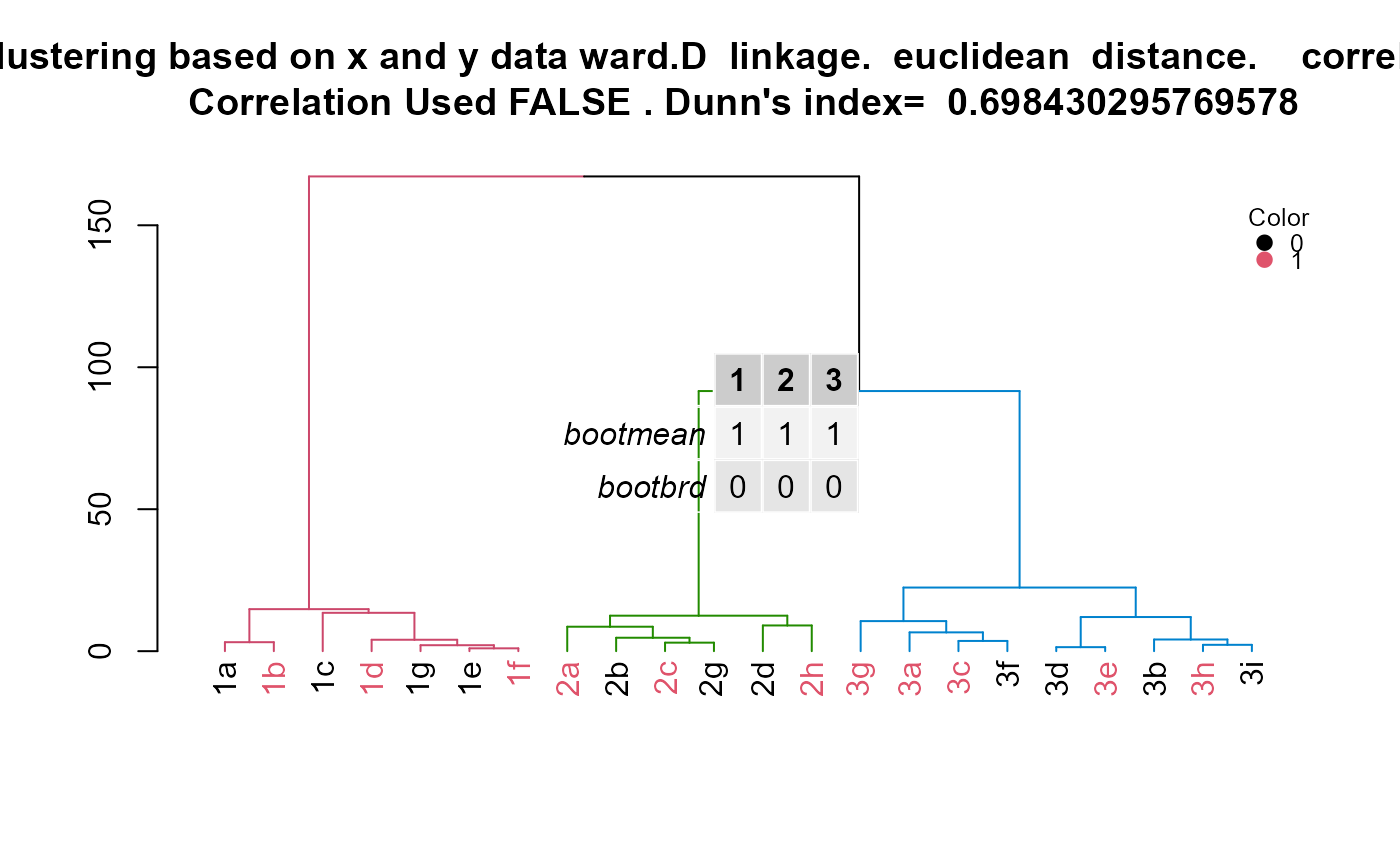 lustering based on x and y data ward.D linkage. euclidean distance. corre
Correlation Used FALSE . Dunn's index= 0.698430295769578
150
100
50
0
Color
0
1
1 2 3
bootmean 1 1 1
bootbrd 0 0 0
1a 1b 1c 1d 1g 1e 1f 2a 2b 2c 2g 2d 2h 3g 3a 3c 3f 3d 3e 3b 3h 3i